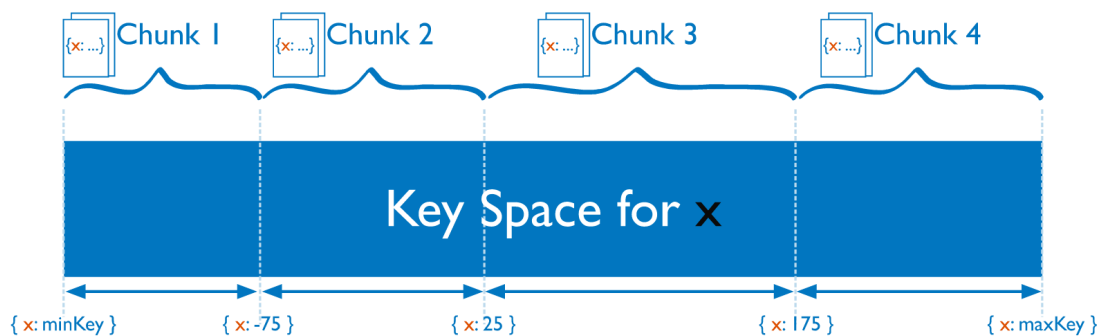 {x: ...} Chunk 1
{x: ...} Chunk 2
{x: ...} Chunk 3
{x: ...} Chunk 4
Key Space for x
{ x: minKey }
{ x: -75 }
{ x: 25 }
{ x: 175 }
{ x: maxKey }